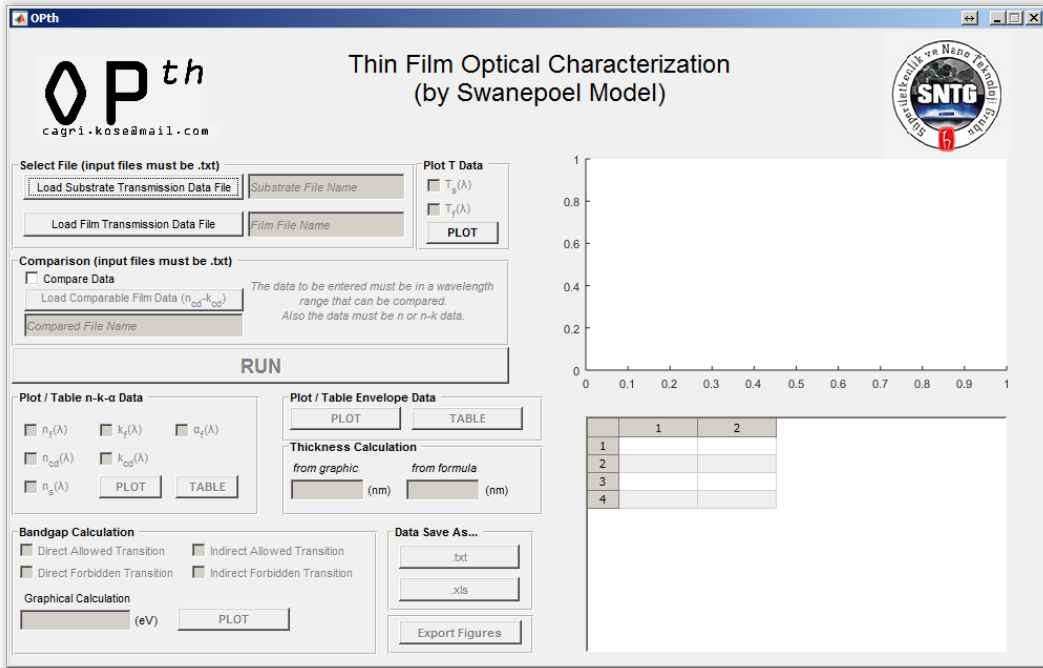 OPth
OPth
cagri.kose@mail.com
Thin Film Optical Characterization
(by Swanepoel Model)
Süperiletkenlik ve Nano Teknoloji Grubu
SNTG
h
Select File (input files must be .txt)
Load Substrate Transmission Data File
Substrate File Name
Load Film Transmission Data File
Film File Name
Plot T Data
Ts(λ)
Tf(λ)
PLOT
Comparison (input files must be .txt)
Compare Data
Load Comparable Film Data (ncd-kcd)
Compared File Name
The data to be entered must be in a wavelength
range that can be compared.
Also the data must be n or n-k data.
RUN
Plot / Table n-k-α Data
nf(λ) kf(λ) αf(λ)
ncd(λ) kcd(λ)
ns(λ) PLOT TABLE
Plot / Table Envelope Data
PLOT TABLE
Thickness Calculation
from graphic from formula
(nm) (nm)
Bandgap Calculation
Direct Allowed Transition Indirect Allowed Transition
Direct Forbidden Transition Indirect Forbidden Transition
Graphical Calculation
(eV) PLOT
Data Save As...
.txt
.xls
Export Figures
1
0.8
0.6
0.4
0.2
0
0 0.1 0.2 0.3 0.4 0.5 0.6 0.7 0.8 0.9 1
1 2
1
2
3
4